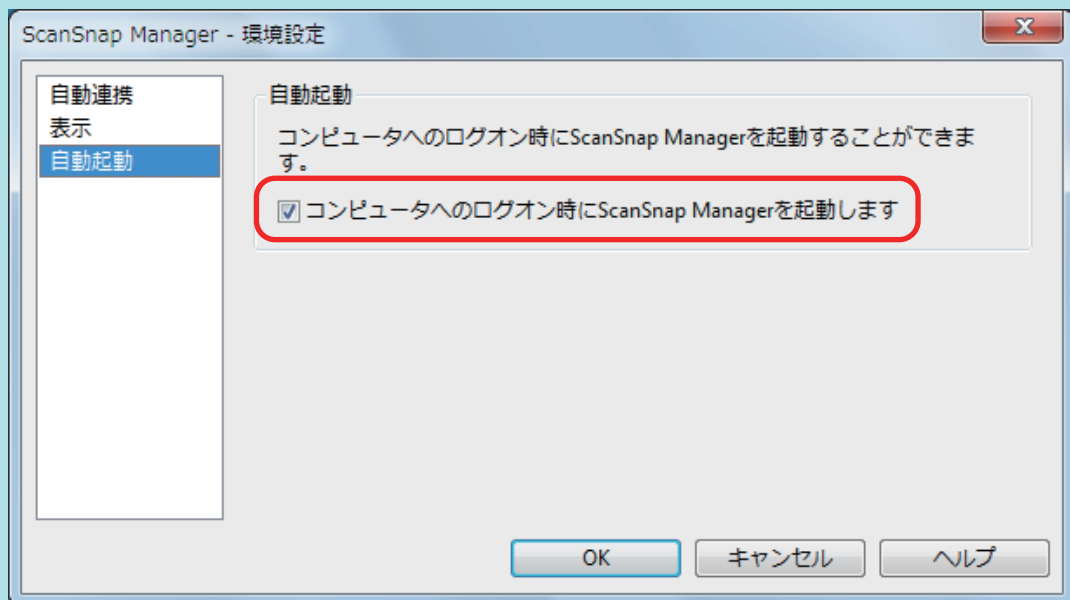 ScanSnap Manager - 環境設定
自動連携
表示
自動起動
自動起動
コンピュータへのログオン時にScanSnap Managerを起動することができま
す。
コンピュータへのログオン時にScanSnap Managerを起動します
OK
キャンセル
ヘルプ